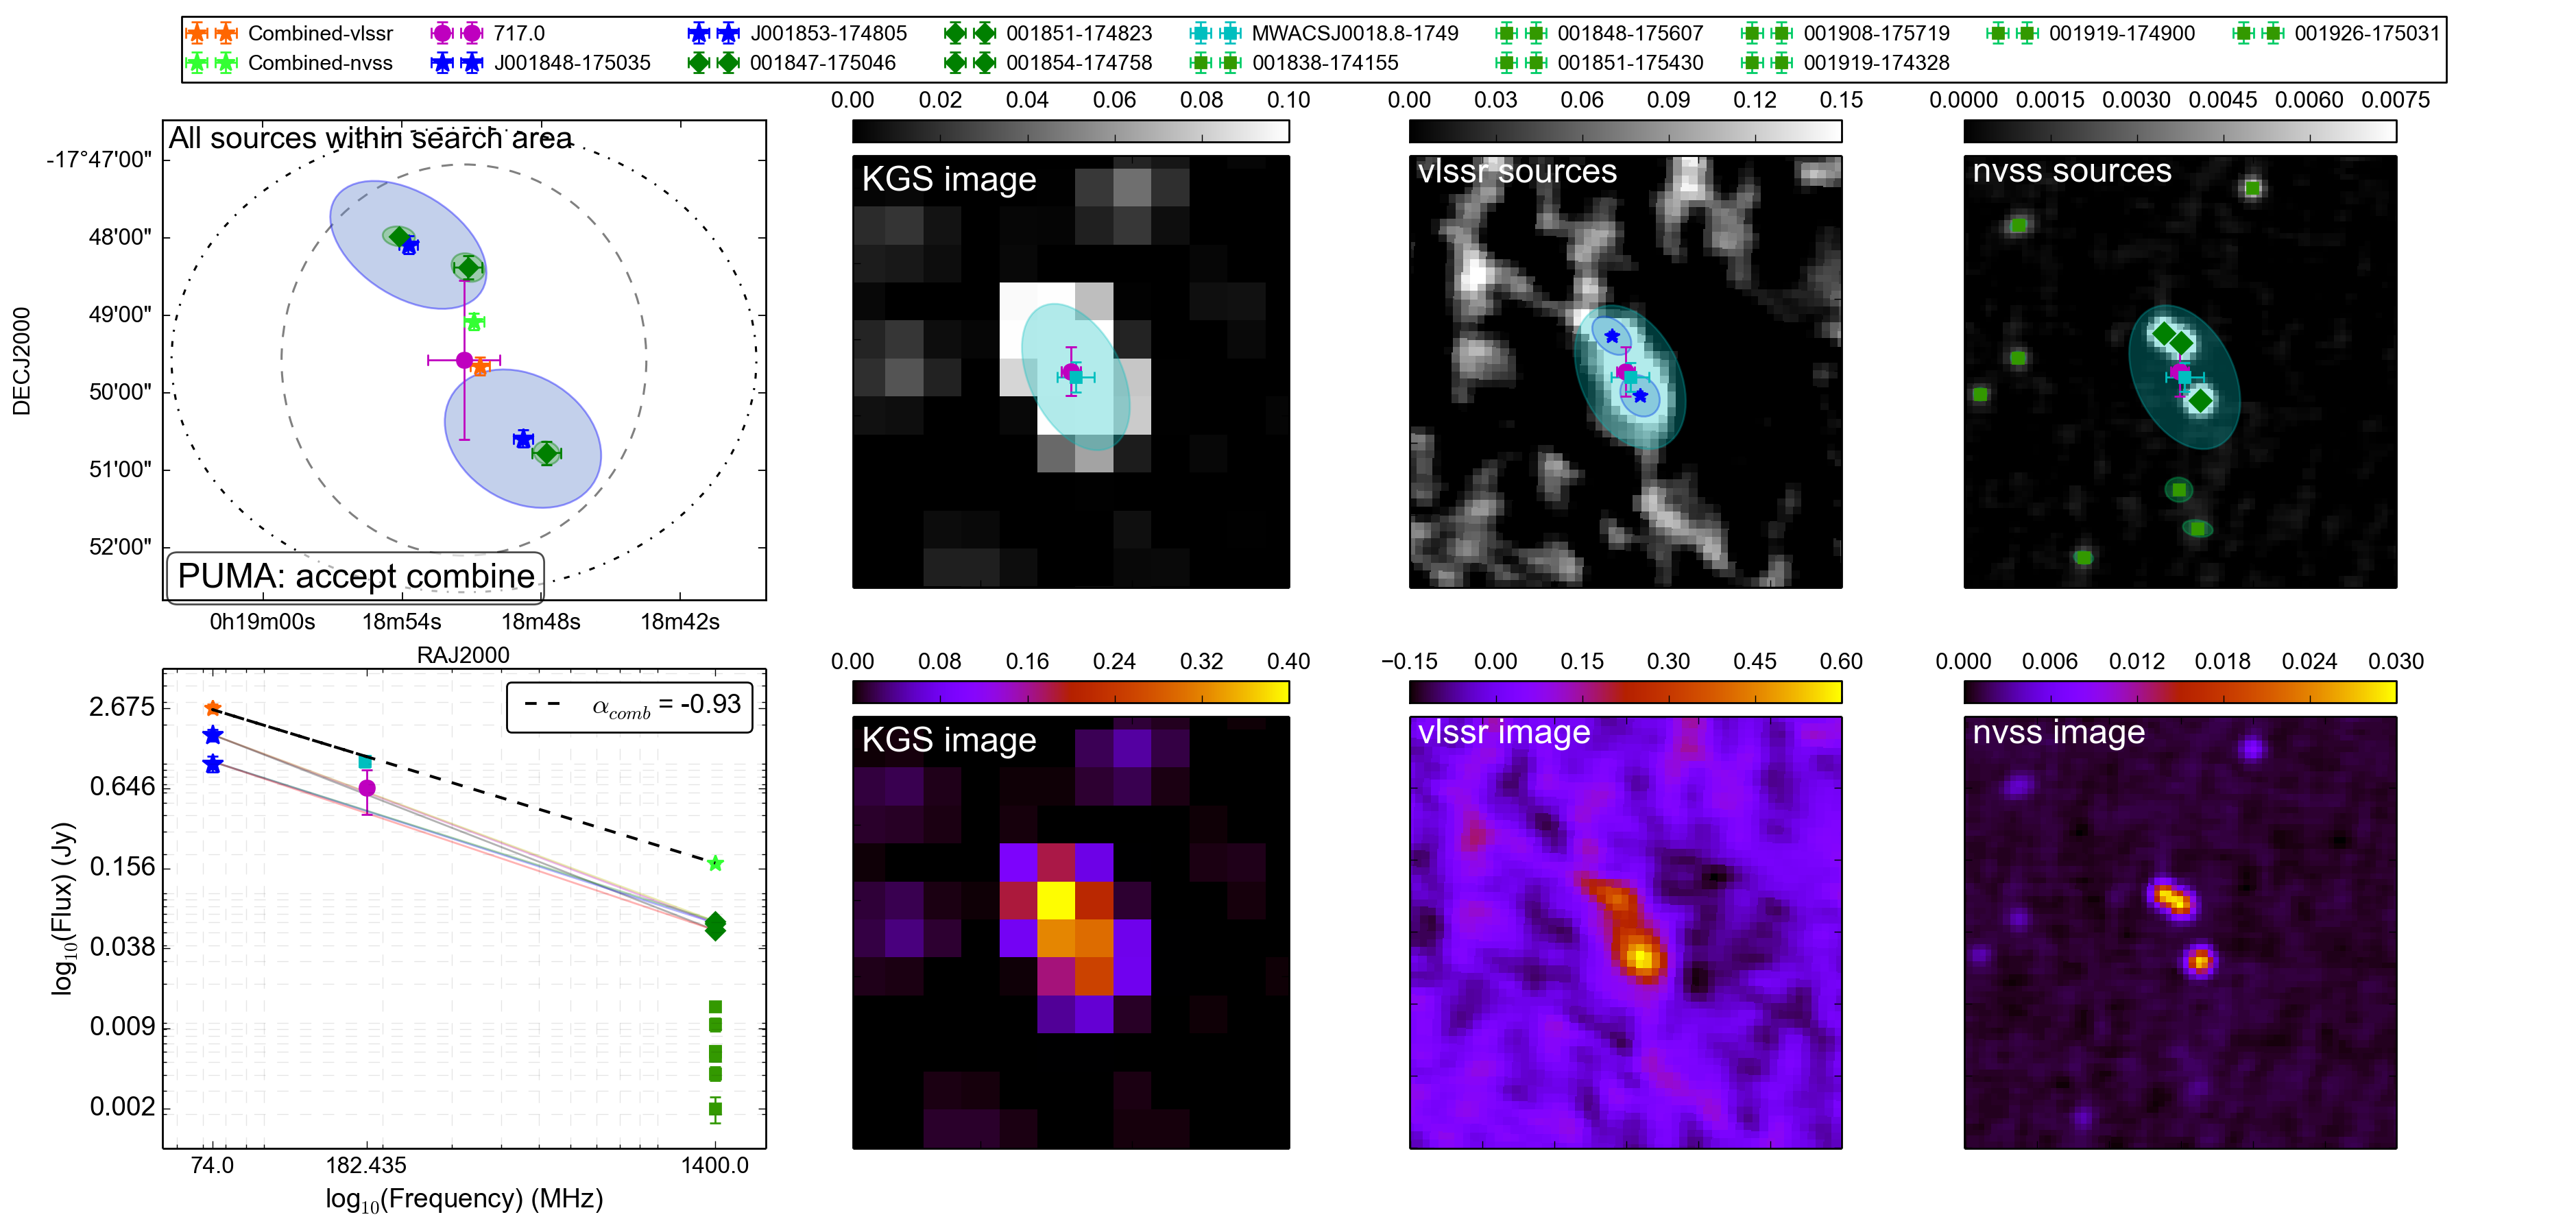 Combined-vlssr 717.0 J001853-174805 001851-174823 MWACSJ0018.8-1749 001848-175607 001908-175719 001919-174900 001926-175031
Combined-nvss J001848-175035 001847-175046 001854-174758 001838-174155 001851-175430 001919-174328
All sources within search area
-17°47'00"
48'00"
49'00"
50'00"
51'00"
52'00"
DECJ2000
PUMA: accept combine
0h19m00s 18m54s 18m48s 18m42s
RAJ2000
0.00 0.02 0.04 0.06 0.08 0.10
KGS image
0.00 0.03 0.06 0.09 0.12 0.15
vlssr sources
0.0000 0.0015 0.0030 0.0045 0.0060 0.0075
nvss sources
α_comb = -0.93
2.675
0.646
0.156
0.038
0.009
0.002
log10(Flux) (Jy)
74.0 182.435 1400.0
log10(Frequency) (MHz)
0.00 0.08 0.16 0.24 0.32 0.40
KGS image
−0.15 0.00 0.15 0.30 0.45 0.60
vlssr image
0.000 0.006 0.012 0.018 0.024 0.030
nvss image